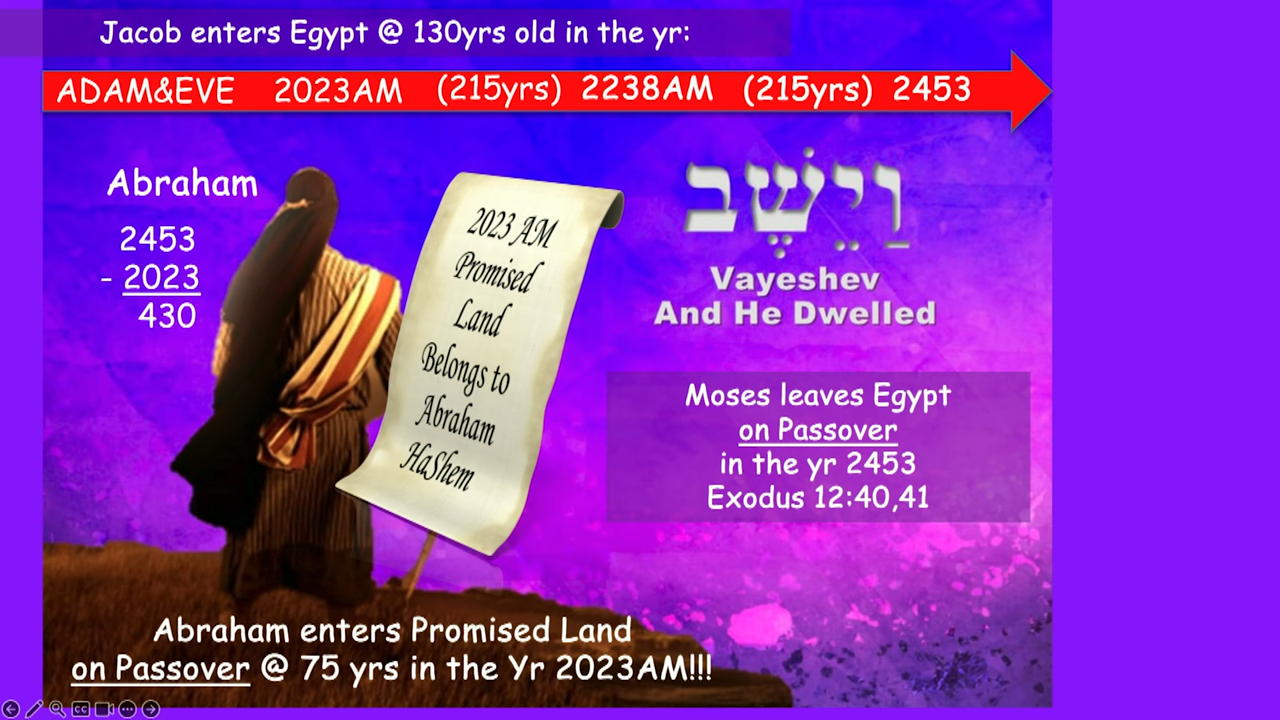 Jacob enters Egypt @ 130yrs old in the yr:
ADAM&EVE 2023AM (215yrs) 2238AM (215yrs) 2453
Abraham
2453
- 2023
430
2023 AM
Promised
Land
Belongs to
Abraham
HaShem
וַיֵּשֶׁב
Vayeshev
And He Dwelled
Moses leaves Egypt
on Passover
in the yr 2453
Exodus 12:40,41
Abraham enters Promised Land
on Passover @ 75 yrs in the Yr 2023AM!!!
CC